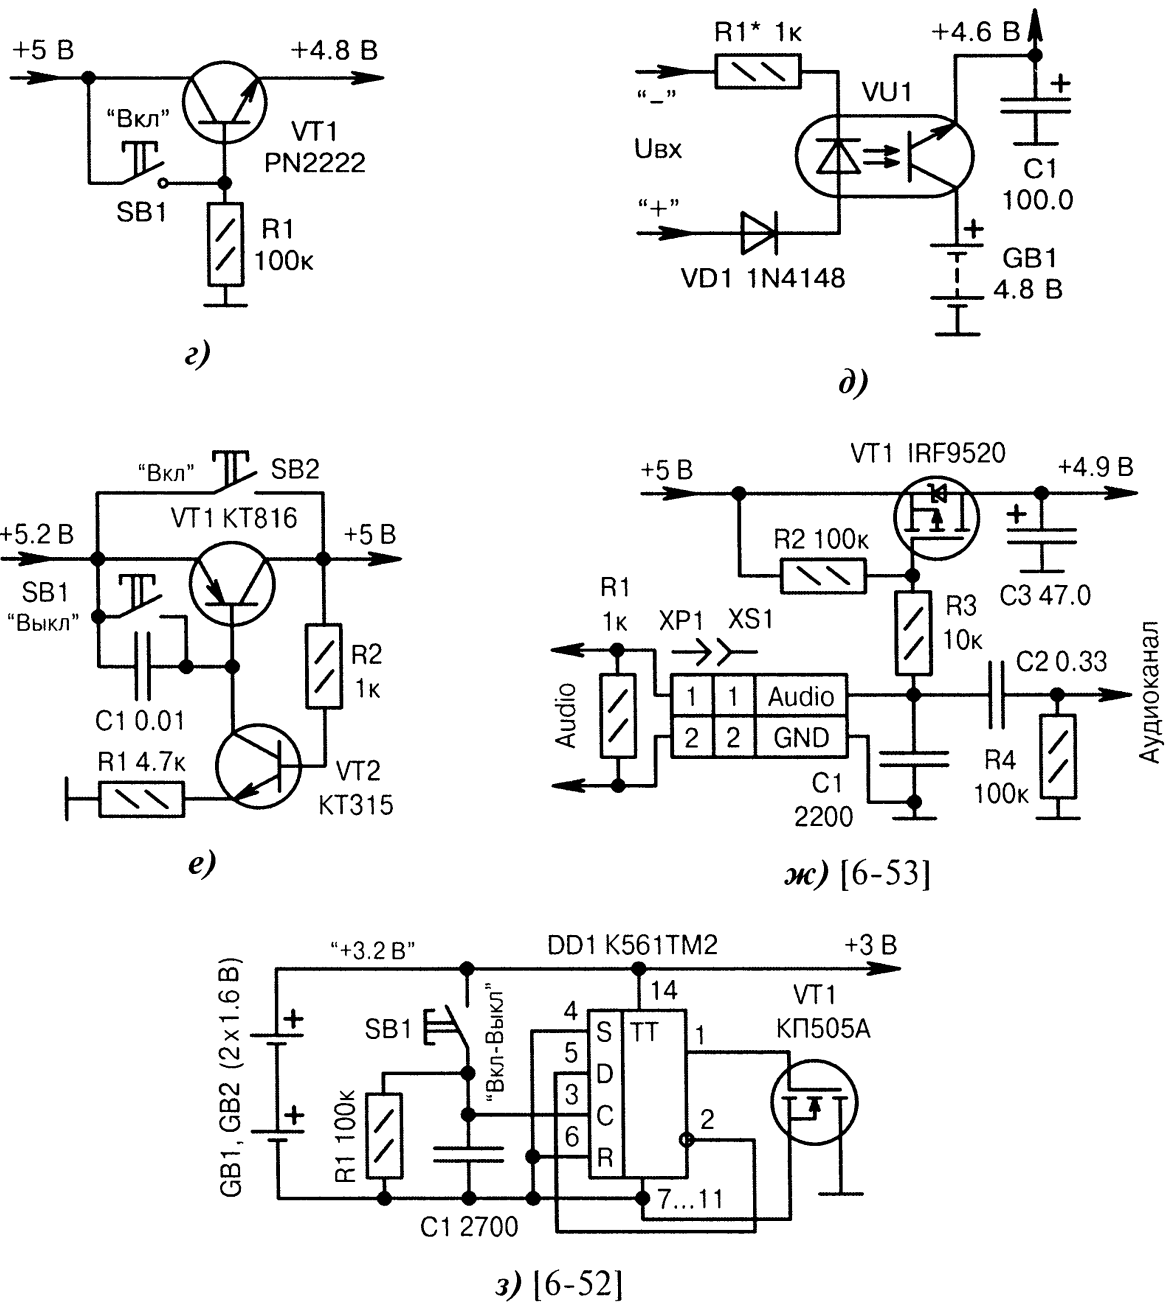 +5 В
+4.8 В
“Вкл”
VT1
PN2222
SB1
R1
100к
г)
R1* 1к
+4.6 В
“–”
VU1
+
Uвх
C1
100.0
“+”
+
VD1 1N4148
GB1
4.8 В
д)
“Вкл”
SB2
VT1 КТ816
+5.2 В
+5 В
SB1
“Выкл”
R2
1к
C1 0.01
R1 4.7к
VT2
КТ315
е)
VT1 IRF9520
+5 В
+4.9 В
+
R2 100к
C3 47.0
R1
1к
XP1
XS1
R3
10к
C2 0.33
Audio
1 1 Audio
2 2 GND
C1
2200
R4
100к
Аудиоканал
ж) [6-53]
“+3.2 В”
DD1 К561ТМ2
+3 В
GB1, GB2 (2 x 1.6 В)
+
+
SB1
“Вкл-Выкл”
R1 100к
C1 2700
14
4 S TT 1
5 D
3 C 2
6 R
7...11
VT1
КП505А
з) [6-52]